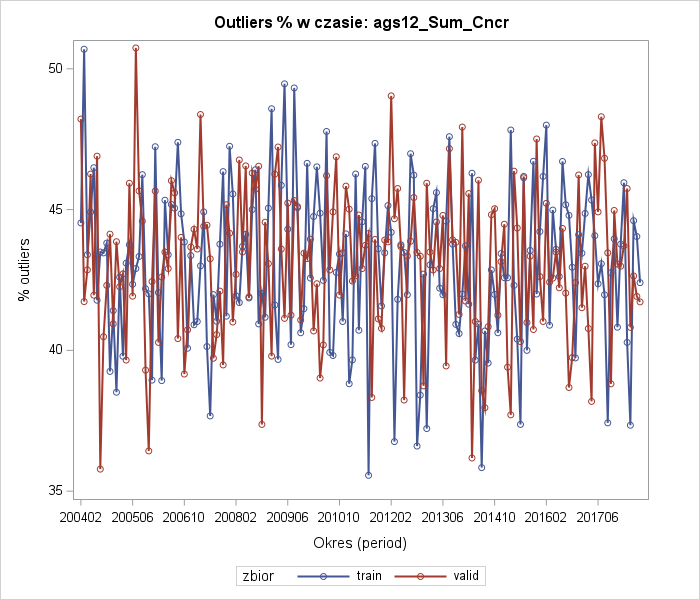 Outliers % w czasie: ags12_Sum_Cncr
50
45
40
35
% outliers
200402 200506 200610 200802 200906 201010 201202 201306 201410 201602 201706
Okres (period)
zbior train valid